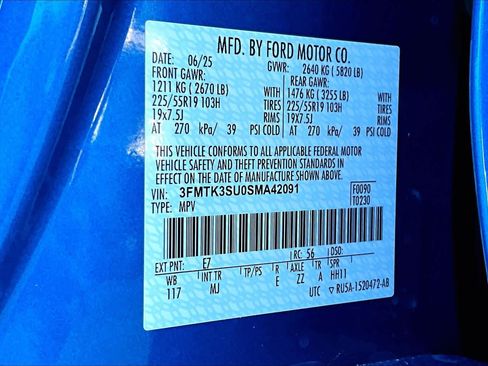 MFD. BY FORD MOTOR CO.
DATE: 06/25 GVWR: 2640 KG ( 5820 LB)
FRONT GAWR: REAR GAWR:
1211 KG ( 2670 LB) WITH 1476 KG ( 3255 LB) WITH
225/55R19 103H TIRES 225/55R19 103H TIRES
19x7.5J RIMS 19x7.5J RIMS
AT 270 kPa/ 39 PSI COLD AT 270 kPa/ 39 PSI COLD
THIS VEHICLE CONFORMS TO ALL APPLICABLE FEDERAL MOTOR
VEHICLE SAFETY AND THEFT PREVENTION STANDARDS IN
EFFECT ON THE DATE OF MANUFACTURE SHOWN ABOVE.
VIN: 3FMTK3SU0SMA42091 F0090
TYPE: MPV T0230
EXT PNT: E7 RC: 56 DSO:
WB INT TR TP/PS R AXLE TR SPR
117 MJ E ZZ A HH11
UTC ▽ RU5A-1520472-AB